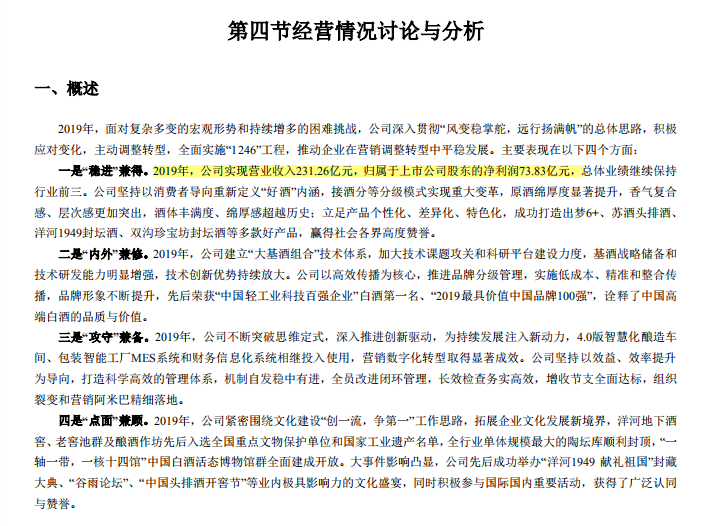 第四节经营情况讨论与分析
一、概述
2019年，面对复杂多变的宏观形势和持续增多的困难挑战，公司深入贯彻“风变稳掌舵，远行扬满帆”的总体思路，积极
应对变化，主动调整转型，全面实施“1246”工程，推动企业在营销调整转型中平稳发展。主要表现在以下四个方面：
一是“稳进”兼得。2019年，公司实现营业收入231.26亿元，归属于上市公司股东的净利润73.83亿元，总体业绩继续保持
行业前三。公司坚持以消费者导向重新定义“好酒”内涵，接酒分等分级模式实现重大变革，原酒绵厚度显著提升，香气复合
感、层次感更加突出，酒体丰满度、绵厚感超越历史；立足产品个性化、差异化、特色化，成功打造出梦6+、苏酒头排酒、
洋河1949封坛酒、双沟珍宝坊封坛酒等多款好产品，赢得社会各界高度赞誉。
二是“内外”兼修。2019年，公司建立“大基酒组合”技术体系，加大技术课题攻关和科研平台建设力度，基酒战略储备和
技术研发能力明显增强，技术创新优势持续放大。公司以高效传播为核心，推进品牌分级管理，实施低成本、精准和整合传
播，品牌形象不断提升，先后荣获“中国轻工业科技百强企业”白酒第一名、“2019最具价值中国品牌100强”，诠释了中国高
端白酒的品质与价值。
三是“攻守”兼备。2019年，公司不断突破思维定式，深入推进创新驱动，为持续发展注入新动力，4.0版智慧化酿造车
间、包装智能工厂MES系统和财务信息化系统相继投入使用，营销数字化转型取得显著成效。公司坚持以效益、效率提升
为导向，打造科学高效的管理体系，机制自发稳中有进，全员改进闭环管理，长效检查务实高效，增收节支全面达标，组织
裂变和营销阿米巴精细落地。
四是“点面”兼顾。2019年，公司紧密围绕文化建设“创一流，争第一”工作思路，拓展企业文化发展新境界，洋河地下酒
窖、老窖池群及酿酒作坊先后入选全国重点文物保护单位和国家工业遗产名单，全行业单体规模最大的陶坛库顺利封顶，“一
轴一带，一核十四馆”中国白酒活态博物馆群全面建成开放。大事件影响凸显，公司先后成功举办“洋河1949 献礼祖国”封藏
大典、“谷雨论坛”、“中国头排酒开窖节”等业内极具影响力的文化盛宴，同时积极参与国际国内重要活动，获得了广泛认同
与赞誉。